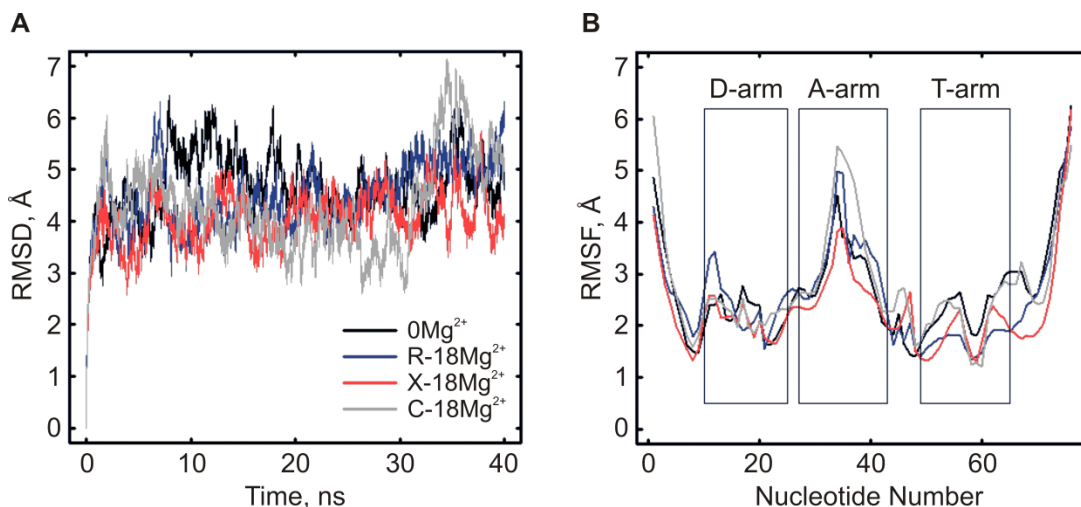 A
RMSD, Å
7
6
5
4
3
2
1
0
0Mg²⁺
R-18Mg²⁺
X-18Mg²⁺
C-18Mg²⁺
0 10 20 30 40
Time, ns
B
RMSF, Å
7
6
5
4
3
2
1
0
D-arm A-arm T-arm
0 20 40 60
Nucleotide Number